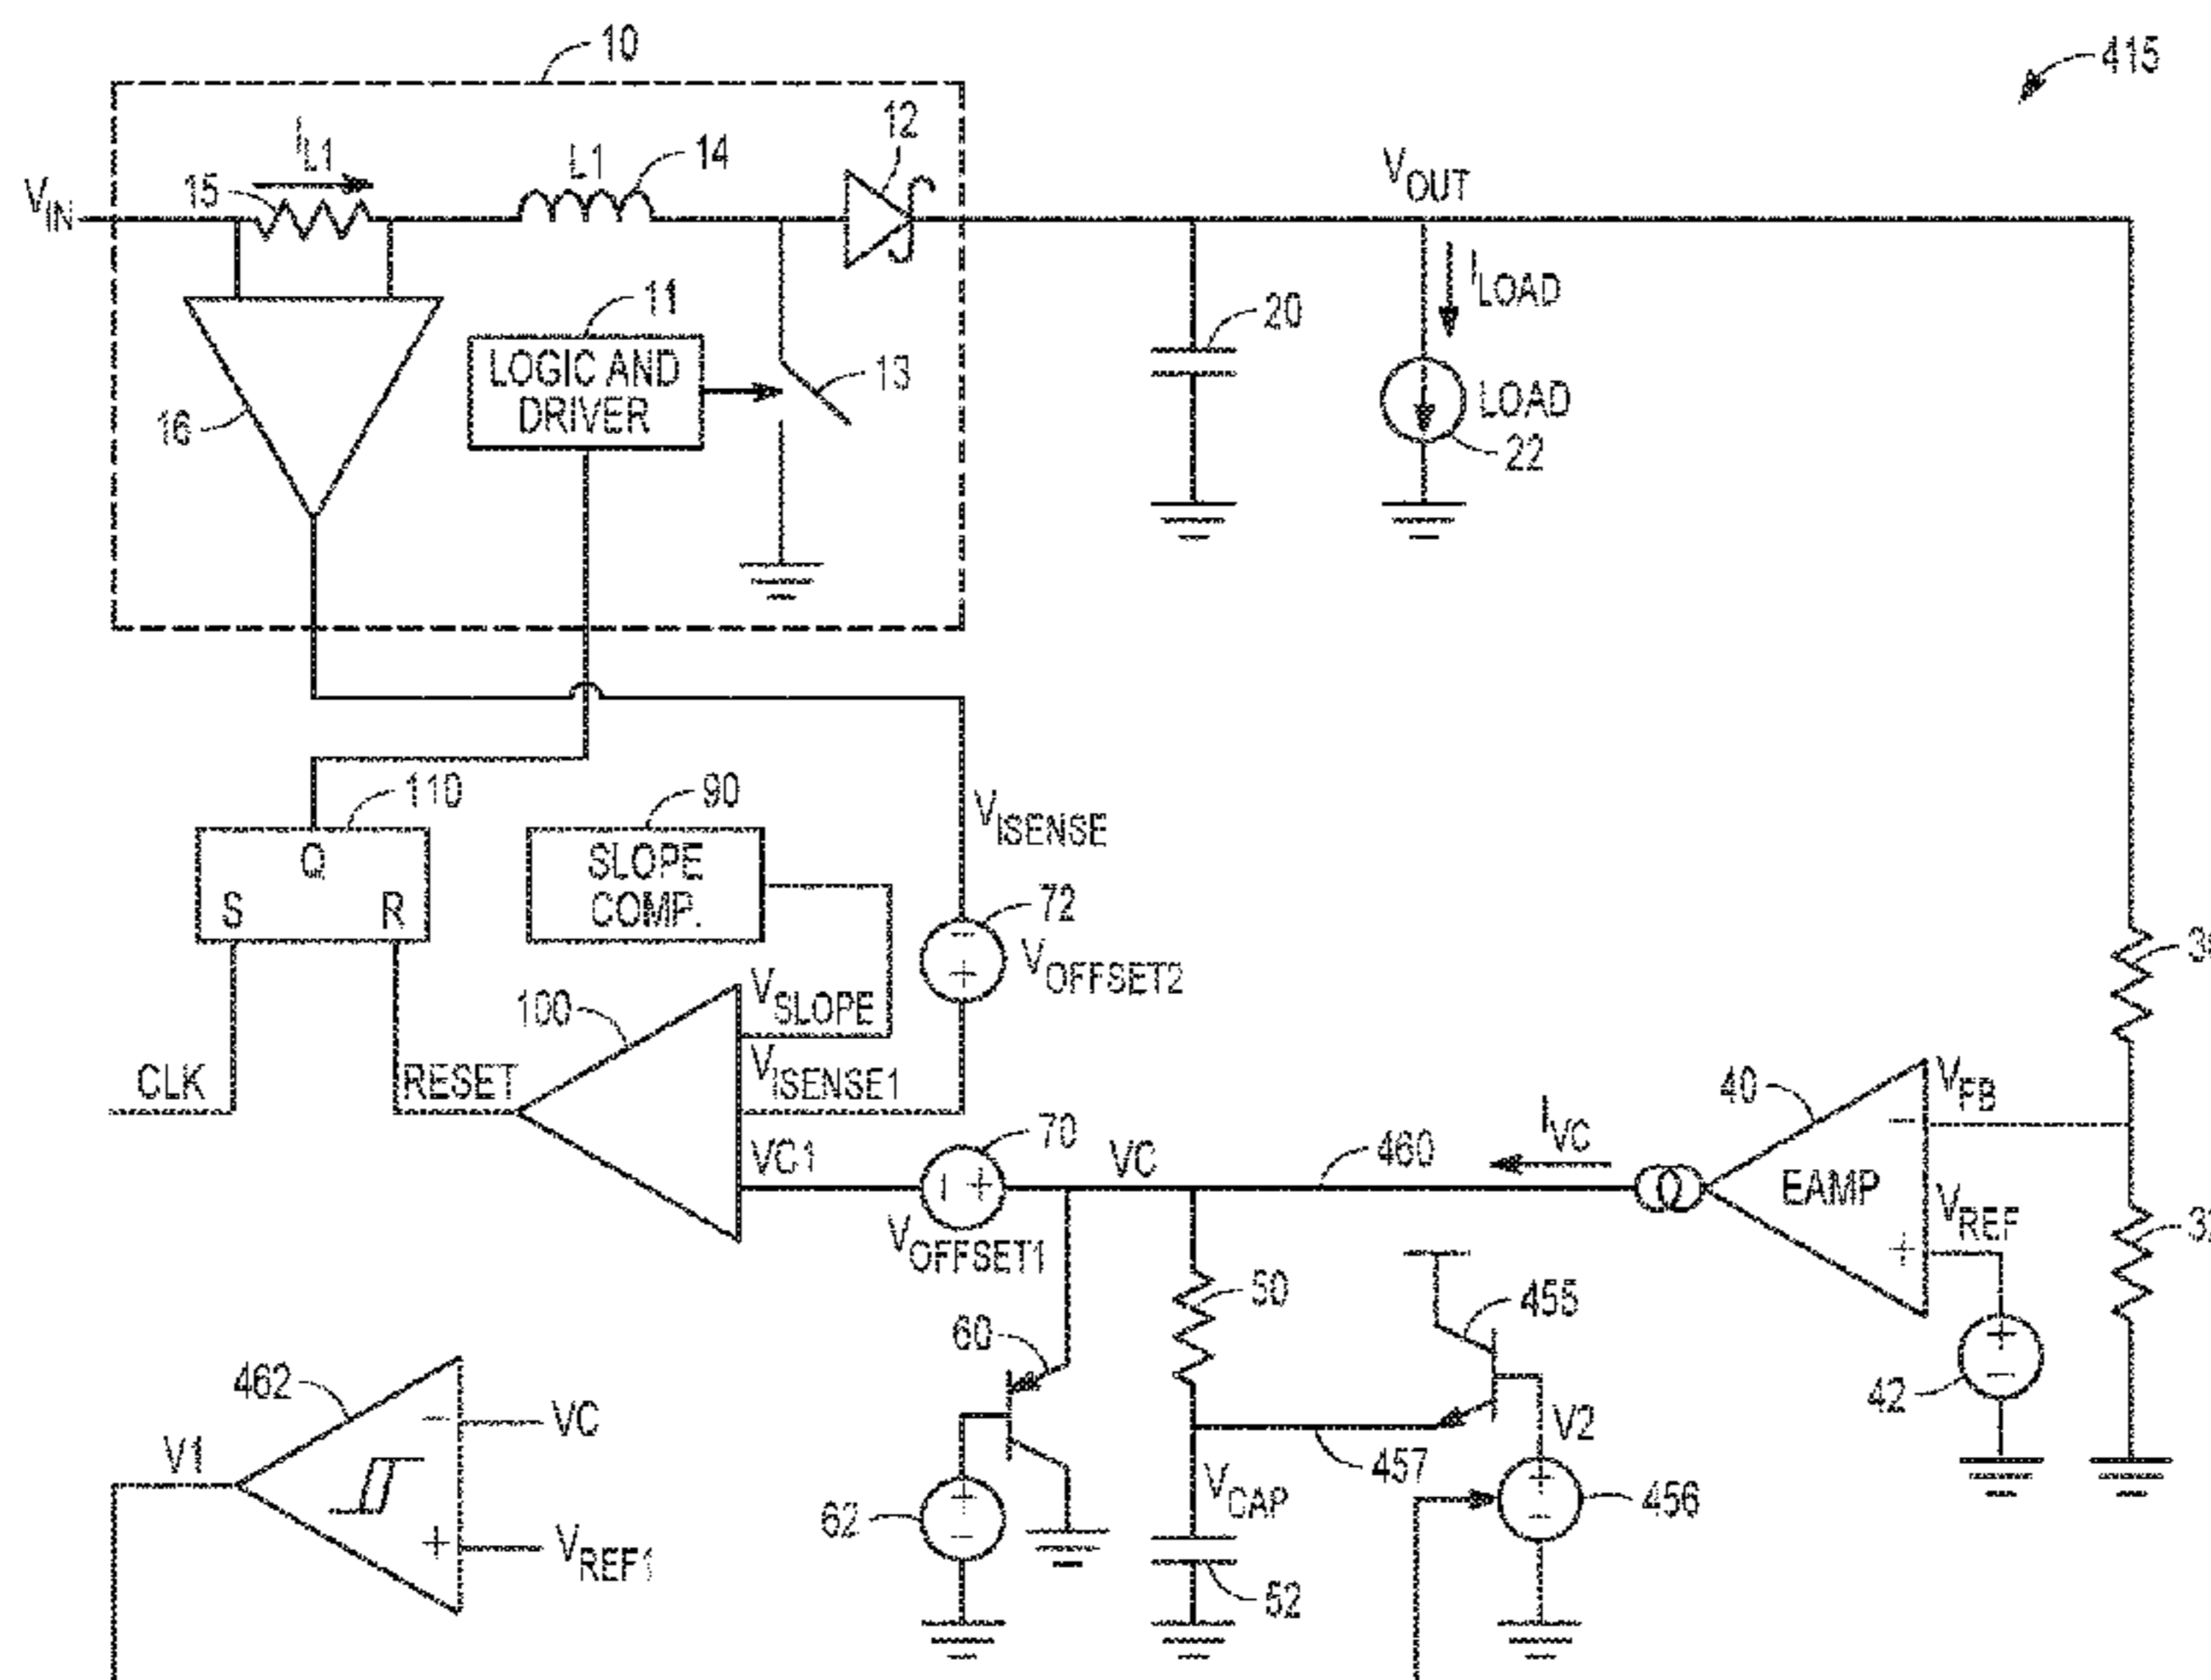 10
415
I_L1
12
L1
14
V_OUT
15
V_IN
I_LOAD
11
20
LOGIC AND
DRIVER
13
LOAD
16
22
110
90
V_ISENSE
Q
S
R
SLOPE
COMP.
72
V_OFFSET2
V_SLOPE
100
V_ISENSE1
CLK
RESET
40
V_FB
70
I_VC
VC1
VC
460
EAMP
V_REF
V_OFFSET1
50
455
60
462
42
VC
V2
V1
457
V_CAP
62
456
V_REF1
52